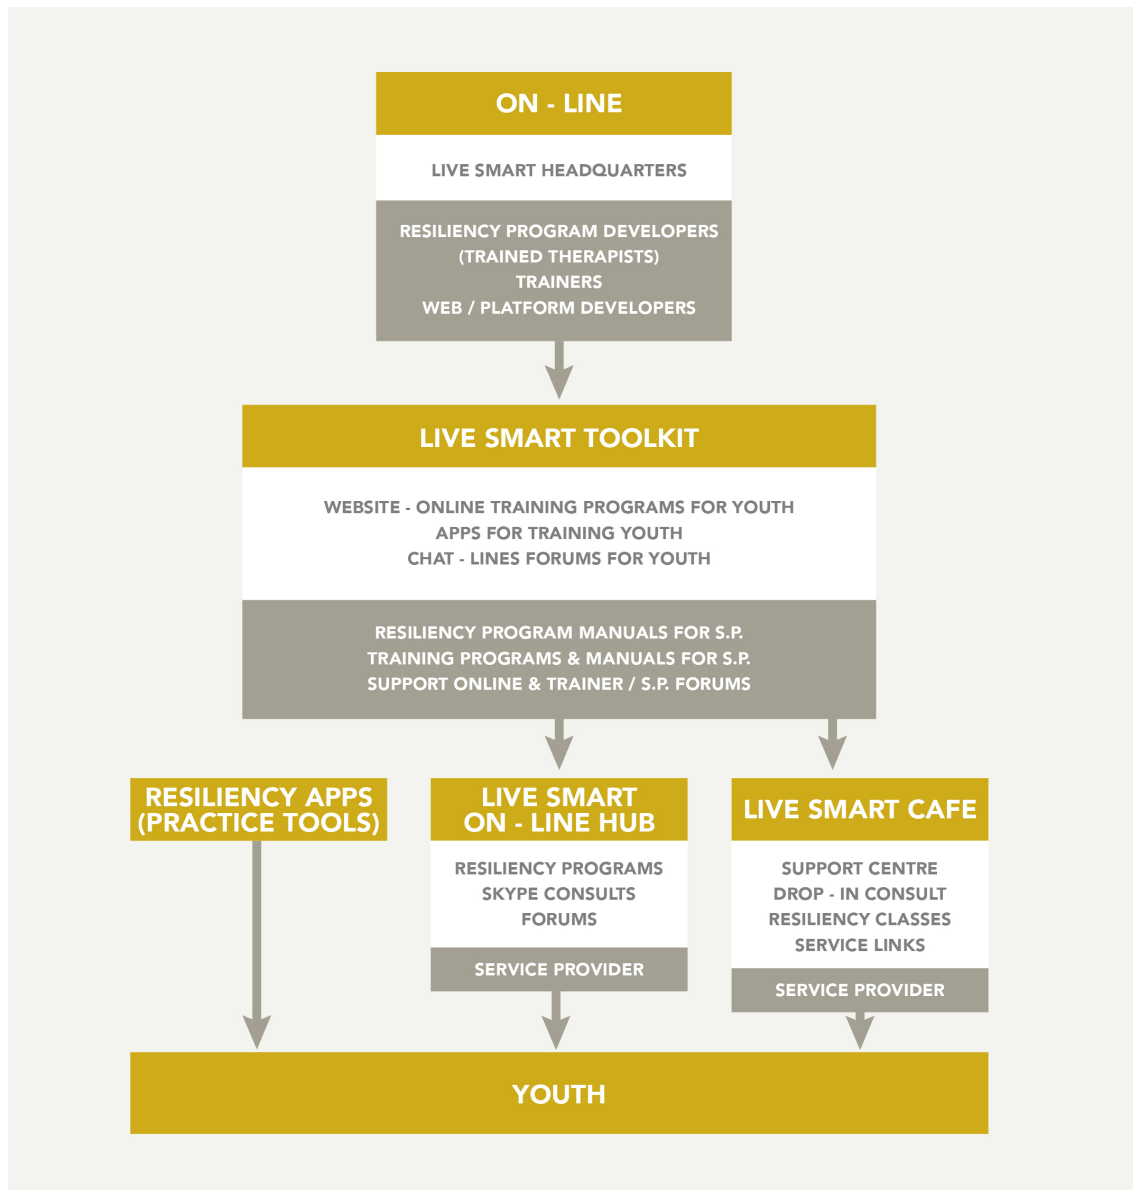 ON - LINE
LIVE SMART HEADQUARTERS
RESILIENCY PROGRAM DEVELOPERS
(TRAINED THERAPISTS)
TRAINERS
WEB / PLATFORM DEVELOPERS
LIVE SMART TOOLKIT
WEBSITE - ONLINE TRAINING PROGRAMS FOR YOUTH
APPS FOR TRAINING YOUTH
CHAT - LINES FORUMS FOR YOUTH
RESILIENCY PROGRAM MANUALS FOR S.P.
TRAINING PROGRAMS & MANUALS FOR S.P.
SUPPORT ONLINE & TRAINER / S.P. FORUMS
RESILIENCY APPS
(PRACTICE TOOLS)
LIVE SMART
ON - LINE HUB
RESILIENCY PROGRAMS
SKYPE CONSULTS
FORUMS
SERVICE PROVIDER
LIVE SMART CAFE
SUPPORT CENTRE
DROP - IN CONSULT
RESILIENCY CLASSES
SERVICE LINKS
SERVICE PROVIDER
YOUTH